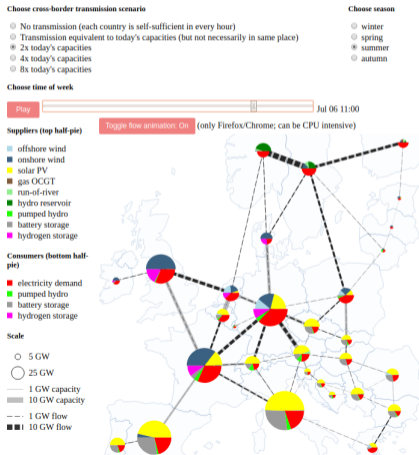 Choose cross-border transmission scenario
No transmission (each country is self-sufficient in every hour)
Transmission equivalent to today's capacities (but not necessarily in same place)
2x today's capacities
4x today's capacities
8x today's capacities
Choose season
winter
spring
summer
autumn
Choose time of week
Play
Jul 06 11:00
Toggle flow animation: On (only Firefox/Chrome; can be CPU intensive)
Suppliers (top half-pie)
offshore wind
onshore wind
solar PV
gas OCGT
run-of-river
hydro reservoir
pumped hydro
battery storage
hydrogen storage
Consumers (bottom half-
pie)
electricity demand
pumped hydro
battery storage
hydrogen storage
Scale
5 GW
25 GW
1 GW capacity
10 GW capacity
1 GW flow
10 GW flow